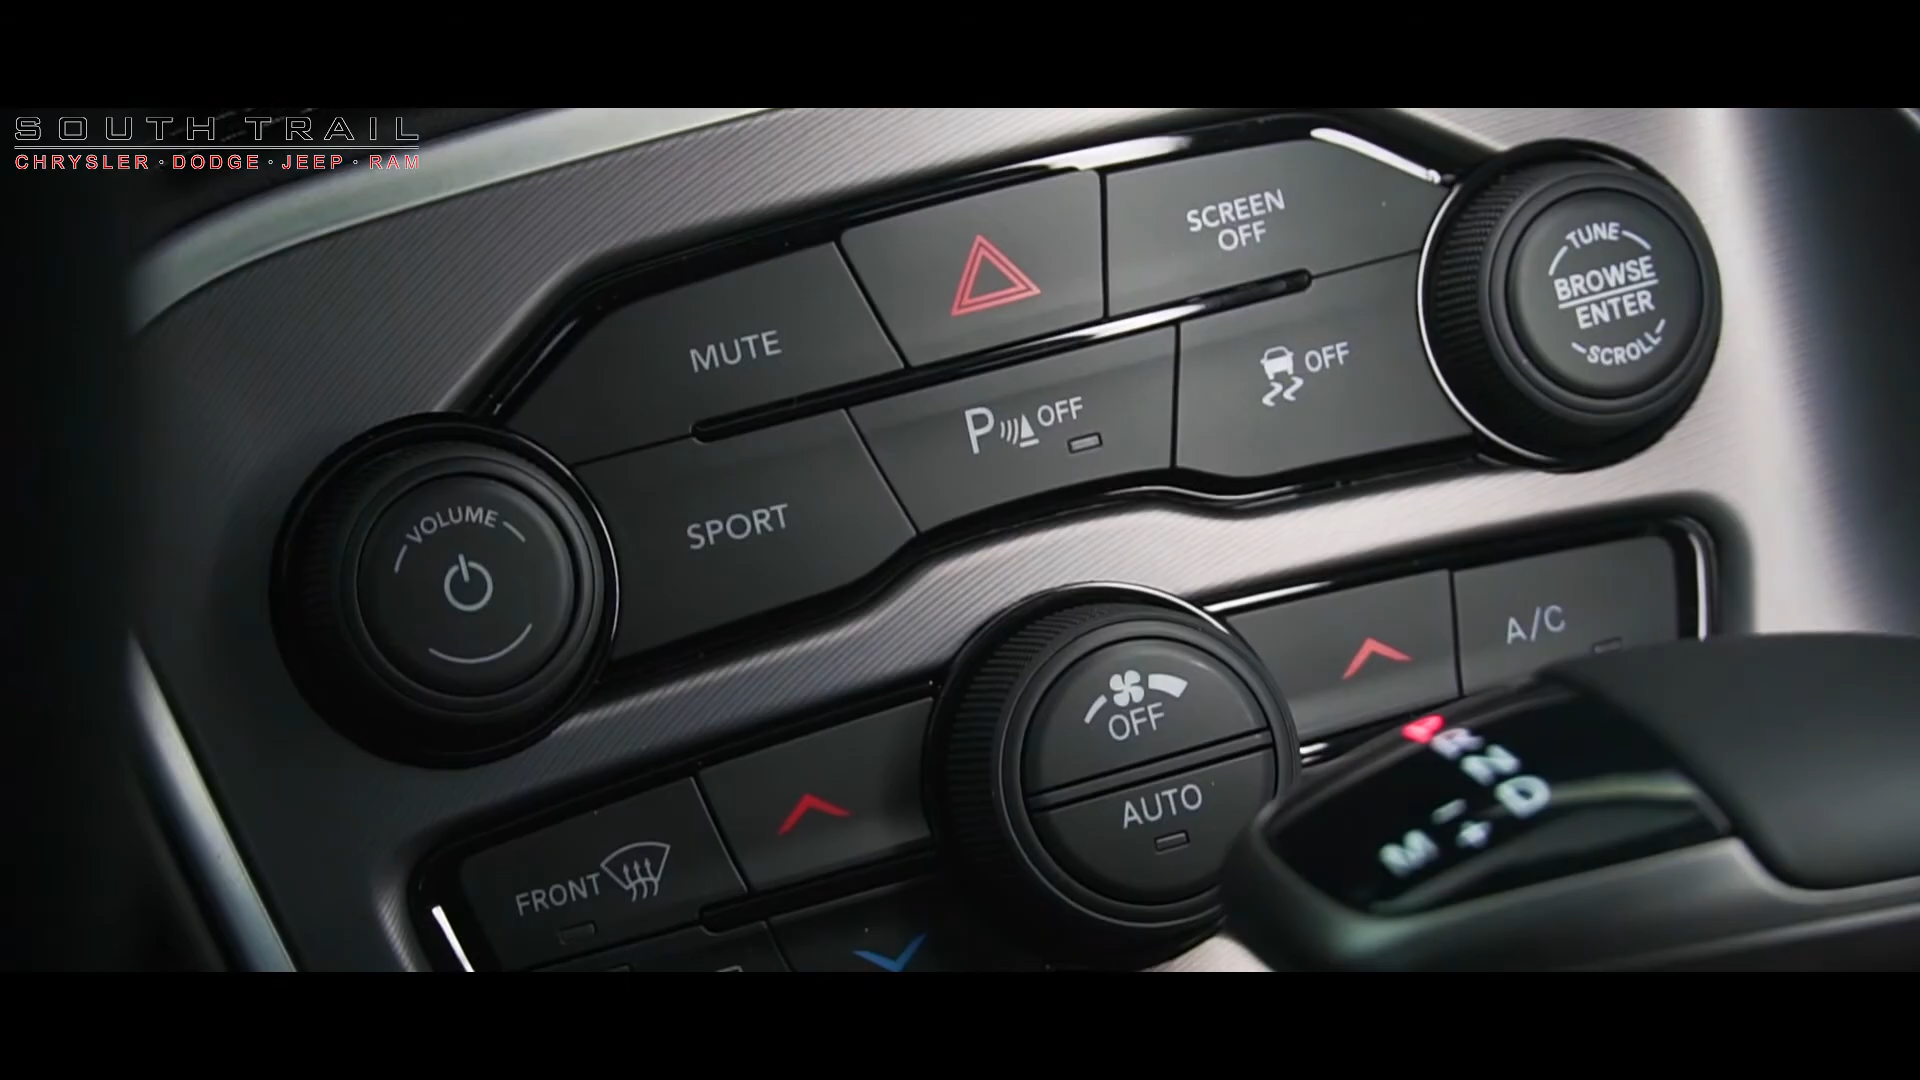 SOUTH TRAIL
CHRYSLER · DODGE · JEEP · RAM
SCREEN
OFF
TUNE
BROWSE
ENTER
SCROLL
MUTE
OFF
P OFF
SPORT
VOLUME
A/C
OFF
AUTO
FRONT
P
R
N
D
M - +